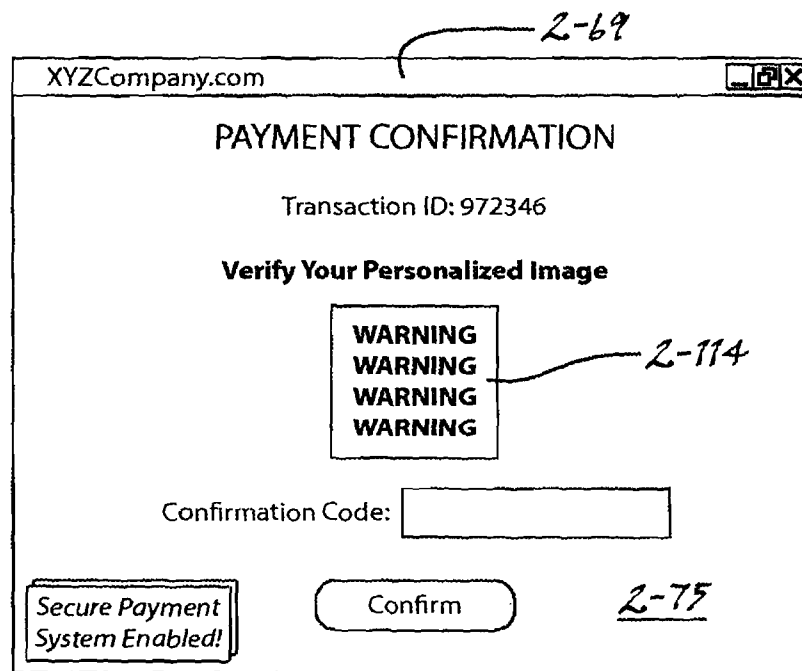 2-69
XYZCompany.com
PAYMENT CONFIRMATION
Transaction ID: 972346
Verify Your Personalized Image
WARNING
WARNING
WARNING
WARNING
2-114
Confirmation Code:
Secure Payment
System Enabled!
Confirm
2-75